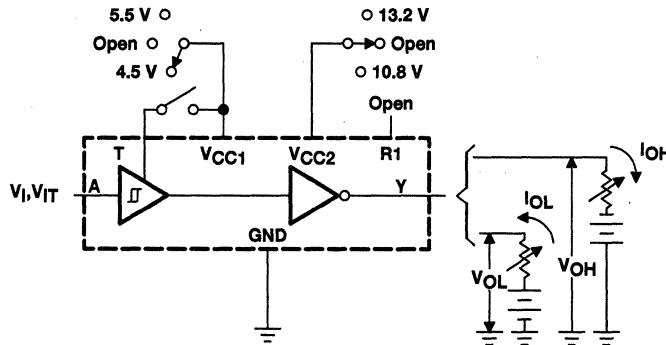 5.5 V 13.2 V
Open Open
4.5 V 10.8 V
Open
T VCC1 VCC2 R1
IOH
VI,VIT A Y
IOL
GND
VOL VOH